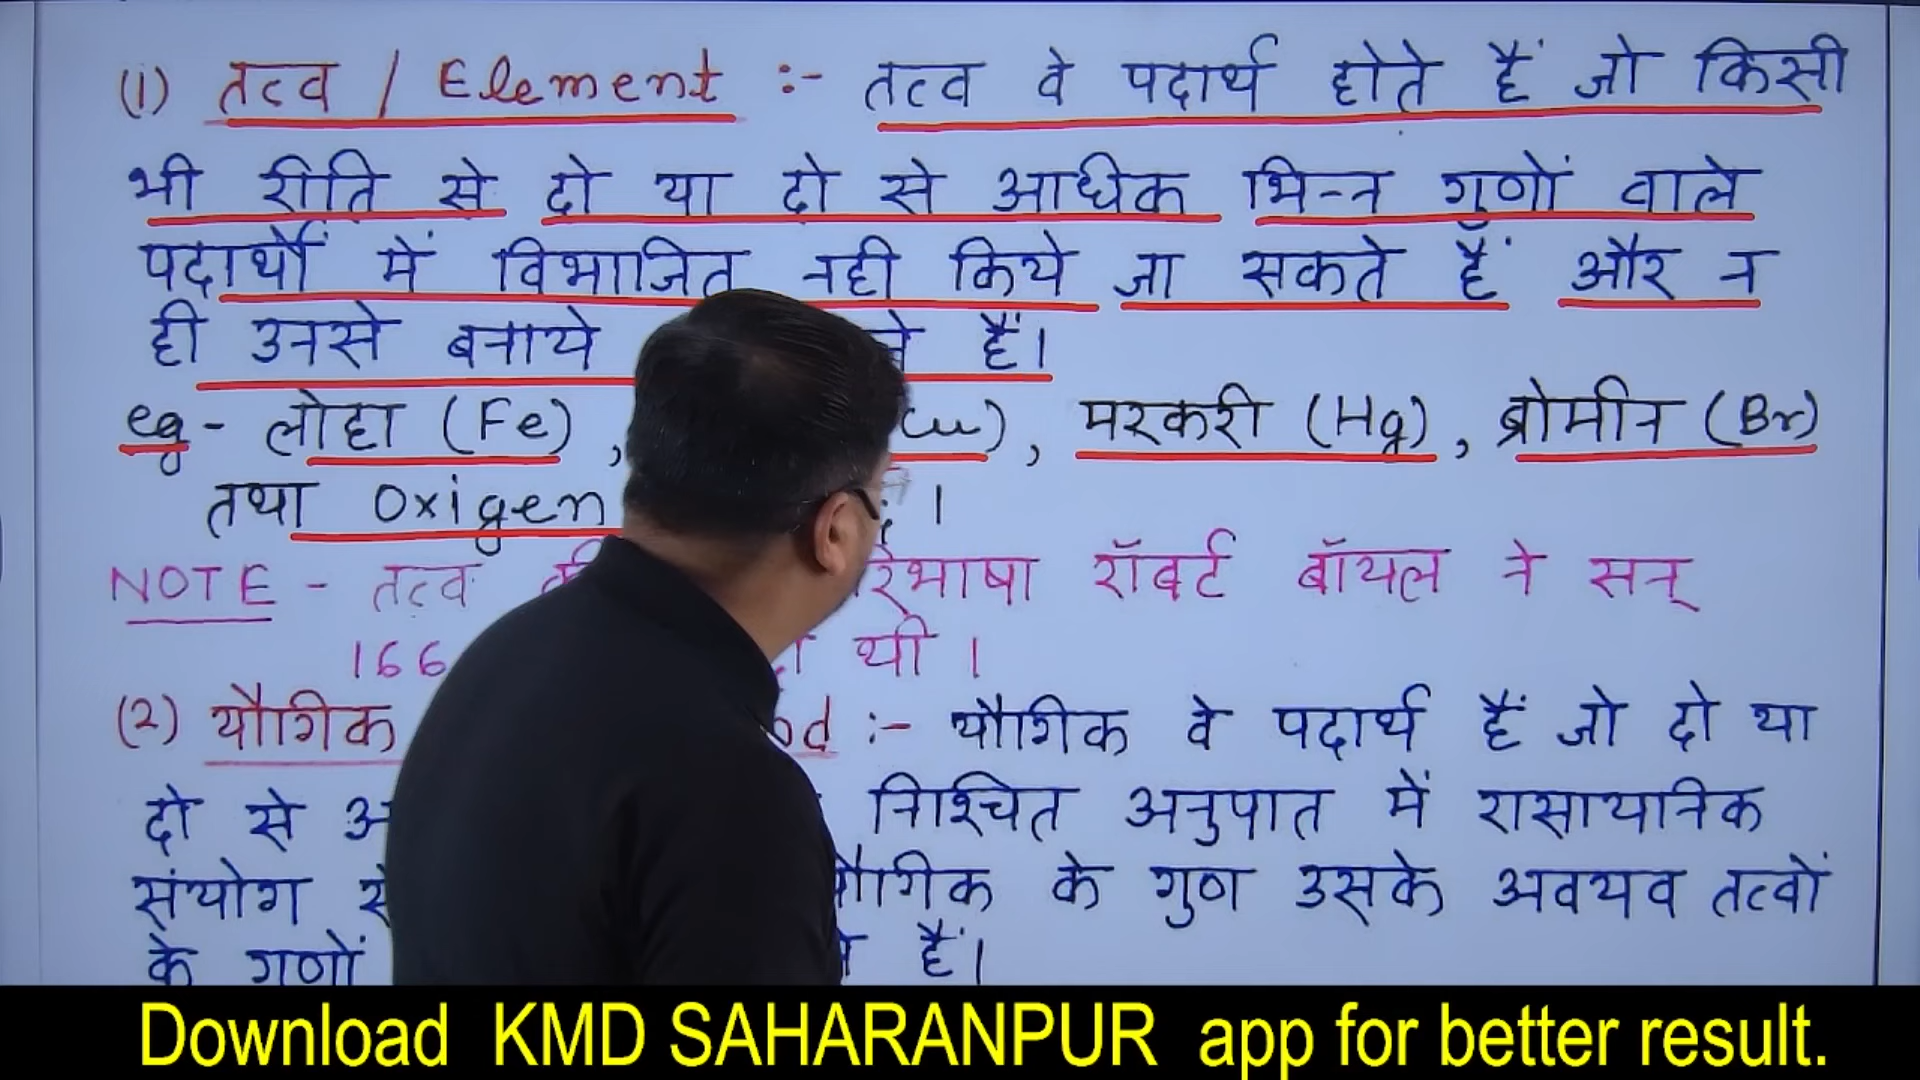 (1) तत्व / Element :- तत्व वे पदार्थ होते हैं जो किसी
भी रीति से दो या दो से अधिक भिन्न गुणों वाले
पदार्थों में विभाजित नही किये जा सकते हैं और न
ही उनसे बनाये हैं।
eg - लोहा (Fe), Cu), मरकरी (Hg), ब्रोमीन (Br)
तथा Oxigen ।
NOTE - तत्व रॉबर्ट बॉयल ने सन्
166 थी ।
(2) यौगिक :- यौगिक वे पदार्थ हैं जो दो या
दो से निश्चित अनुपात में रासायनिक
संयोग के गुण उसके अवयव तत्वों
के गुणों हैं।
Download KMD SAHARANPUR app for better result.